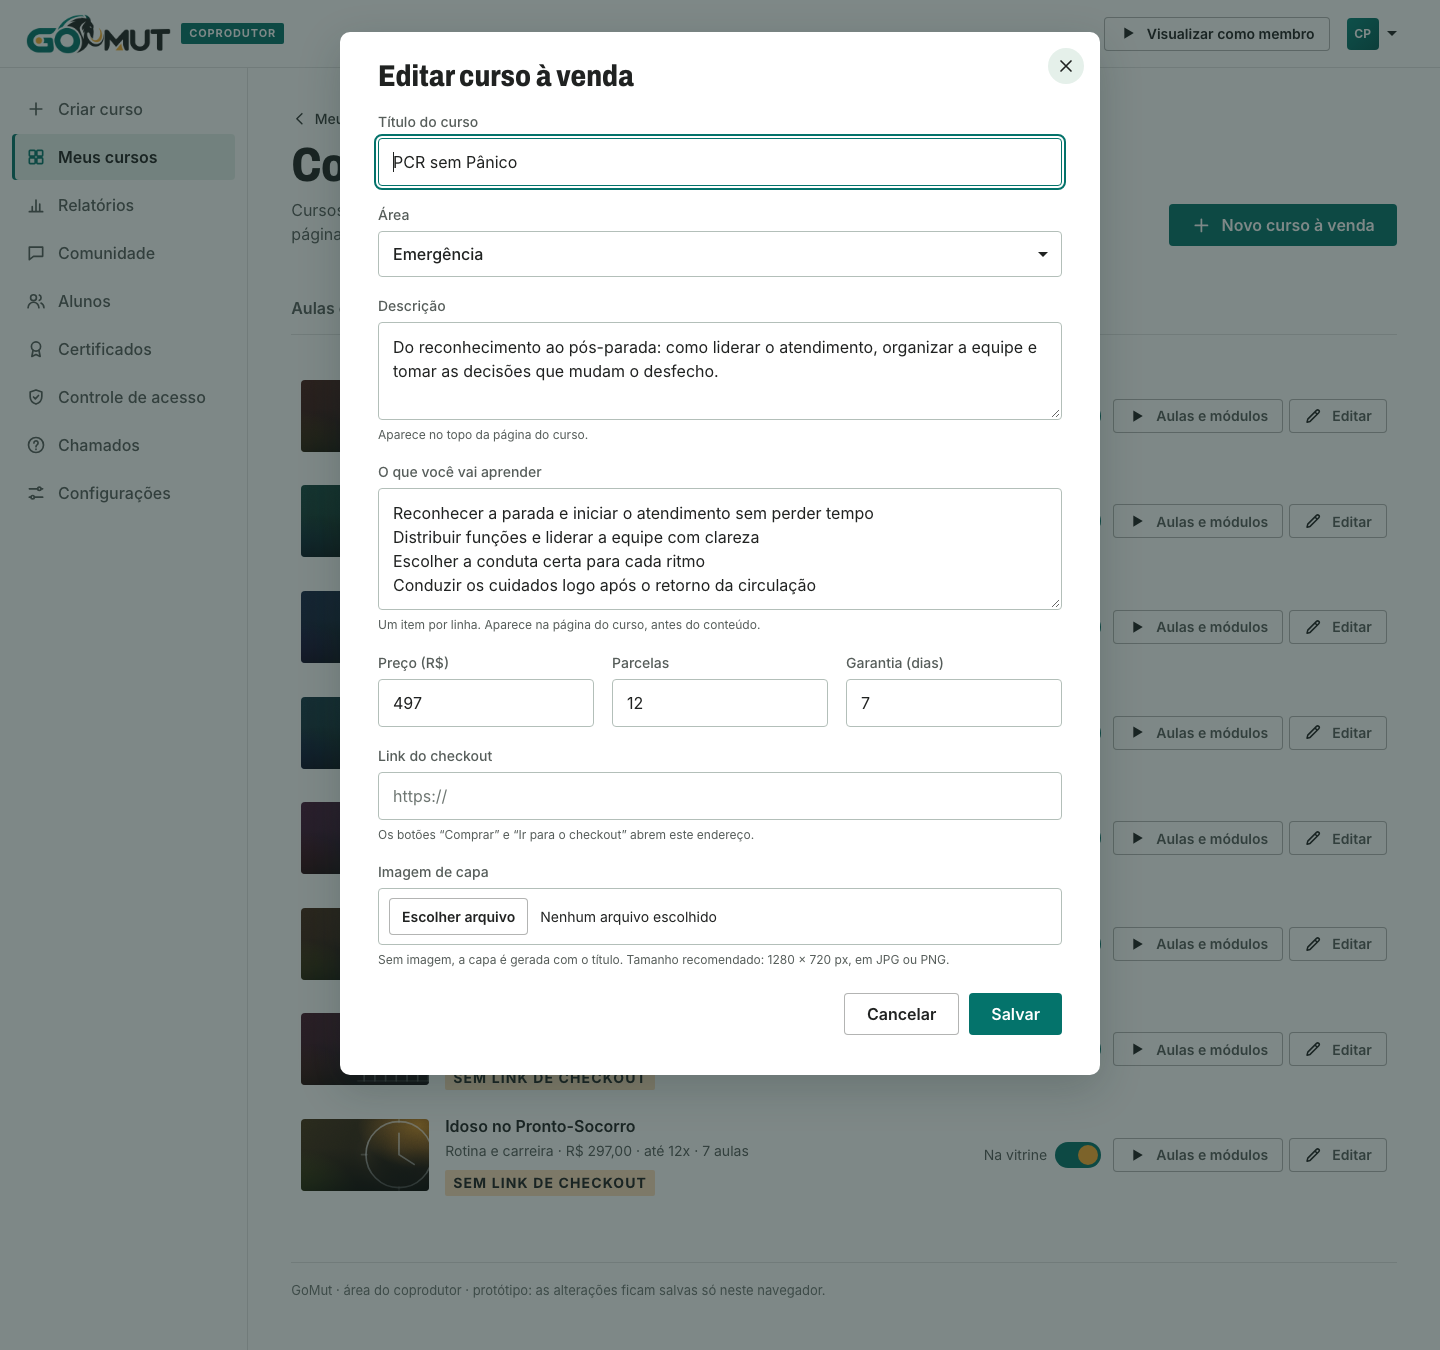 GOMUT
COPRODUTOR
Visualizar como membro
CP
Criar curso
Meus cursos
Relatórios
Comunidade
Alunos
Certificados
Controle de acesso
Chamados
Configurações
Novo curso à venda
Aulas
Editar curso à venda
Título do curso
PCR sem Pânico
Área
Emergência
Descrição
Do reconhecimento ao pós-parada: como liderar o atendimento, organizar a equipe e
tomar as decisões que mudam o desfecho.
Aparece no topo da página do curso.
O que você vai aprender
Reconhecer a parada e iniciar o atendimento sem perder tempo
Distribuir funções e liderar a equipe com clareza
Escolher a conduta certa para cada ritmo
Conduzir os cuidados logo após o retorno da circulação
Um item por linha. Aparece na página do curso, antes do conteúdo.
Preço (R$) Parcelas Garantia (dias)
497 12 7
Link do checkout
https://
Os botões “Comprar” e “Ir para o checkout” abrem este endereço.
Imagem de capa
Escolher arquivo Nenhum arquivo escolhido
Sem imagem, a capa é gerada com o título. Tamanho recomendado: 1280 × 720 px, em JPG ou PNG.
Cancelar Salvar
Aulas e módulos Editar
Aulas e módulos Editar
Aulas e módulos Editar
Aulas e módulos Editar
Aulas e módulos Editar
Aulas e módulos Editar
Aulas e módulos Editar
SEM LINK DE CHECKOUT
Idoso no Pronto-Socorro
Rotina e carreira · R$ 297,00 · até 12x · 7 aulas
SEM LINK DE CHECKOUT
Na vitrine Aulas e módulos Editar
GoMut · área do coprodutor · protótipo: as alterações ficam salvas só neste navegador.